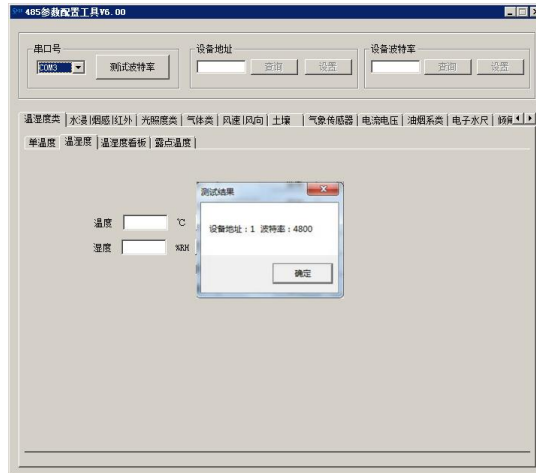 485参数配置工具V6.00
串口号
设备地址
设备波特率
COM3
测试波特率
查询
设置
查询
设置
温湿度类 水浸|烟感|红外 光照度类 气体类 风速|风向 土壤 气象传感器 电流电压 油烟系类 电子水尺
单温度 温湿度 温湿度看板 露点温度
测试结果
设备地址：1 波特率：4800
确定
温度 ℃
湿度 %RH